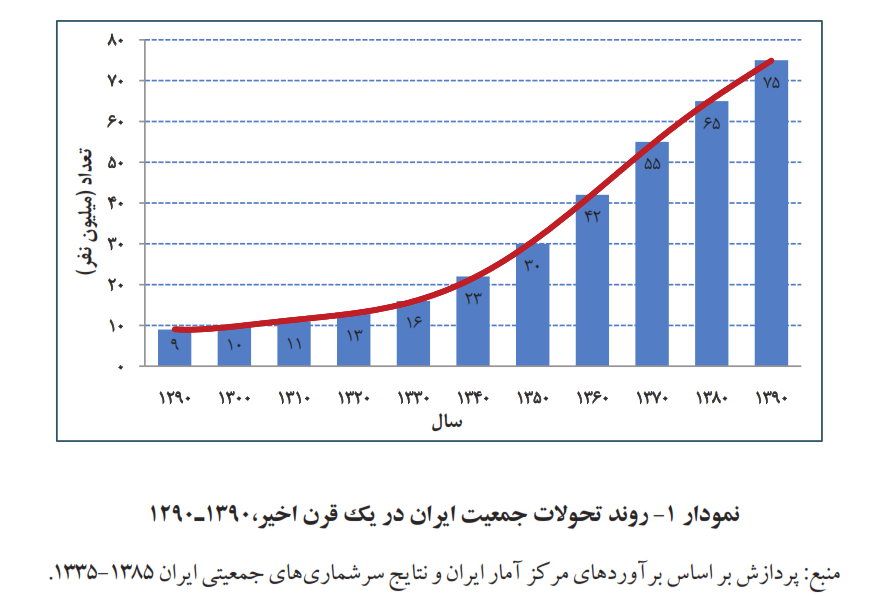 ۸۰
۷۰
۶۰
۵۰
۴۰
۳۰
۲۰
۱۰
۰
تعداد (میلیون نفر)
۹ ۱۰ ۱۱ ۱۳ ۱۶ ۲۳ ۳۰ ۴۲ ۵۵ ۶۵ ۷۵
۱۲۹۰ ۱۳۰۰ ۱۳۱۰ ۱۳۲۰ ۱۳۳۰ ۱۳۴۰ ۱۳۵۰ ۱۳۶۰ ۱۳۷۰ ۱۳۸۰ ۱۳۹۰
سال
نمودار ۱- روند تحولات جمعیت ایران در یک قرن اخیر،۱۳۹۰ـ۱۲۹۰
منبع: پردازش بر اساس برآوردهای مرکز آمار ایران و نتایج سرشماری‌های جمعیتی ایران ۱۳۸۵-۱۳۳۵.